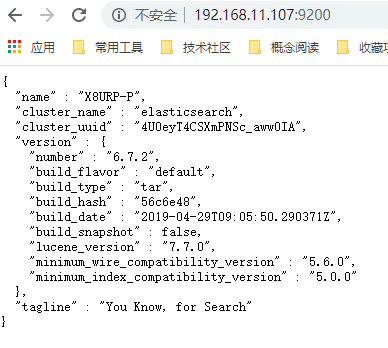 不安全 | 192.168.11.107:9200
应用 常用工具 技术社区 概念阅读 收藏
{
"name" : "X8URP-P",
"cluster_name" : "elasticsearch",
"cluster_uuid" : "4U0eyT4CSXmPNSc_aww0IA",
"version" : {
"number" : "6.7.2",
"build_flavor" : "default",
"build_type" : "tar",
"build_hash" : "56c6e48",
"build_date" : "2019-04-29T09:05:50.290371Z",
"build_snapshot" : false,
"lucene_version" : "7.7.0",
"minimum_wire_compatibility_version" : "5.6.0",
"minimum_index_compatibility_version" : "5.0.0"
},
"tagline" : "You Know, for Search"
}